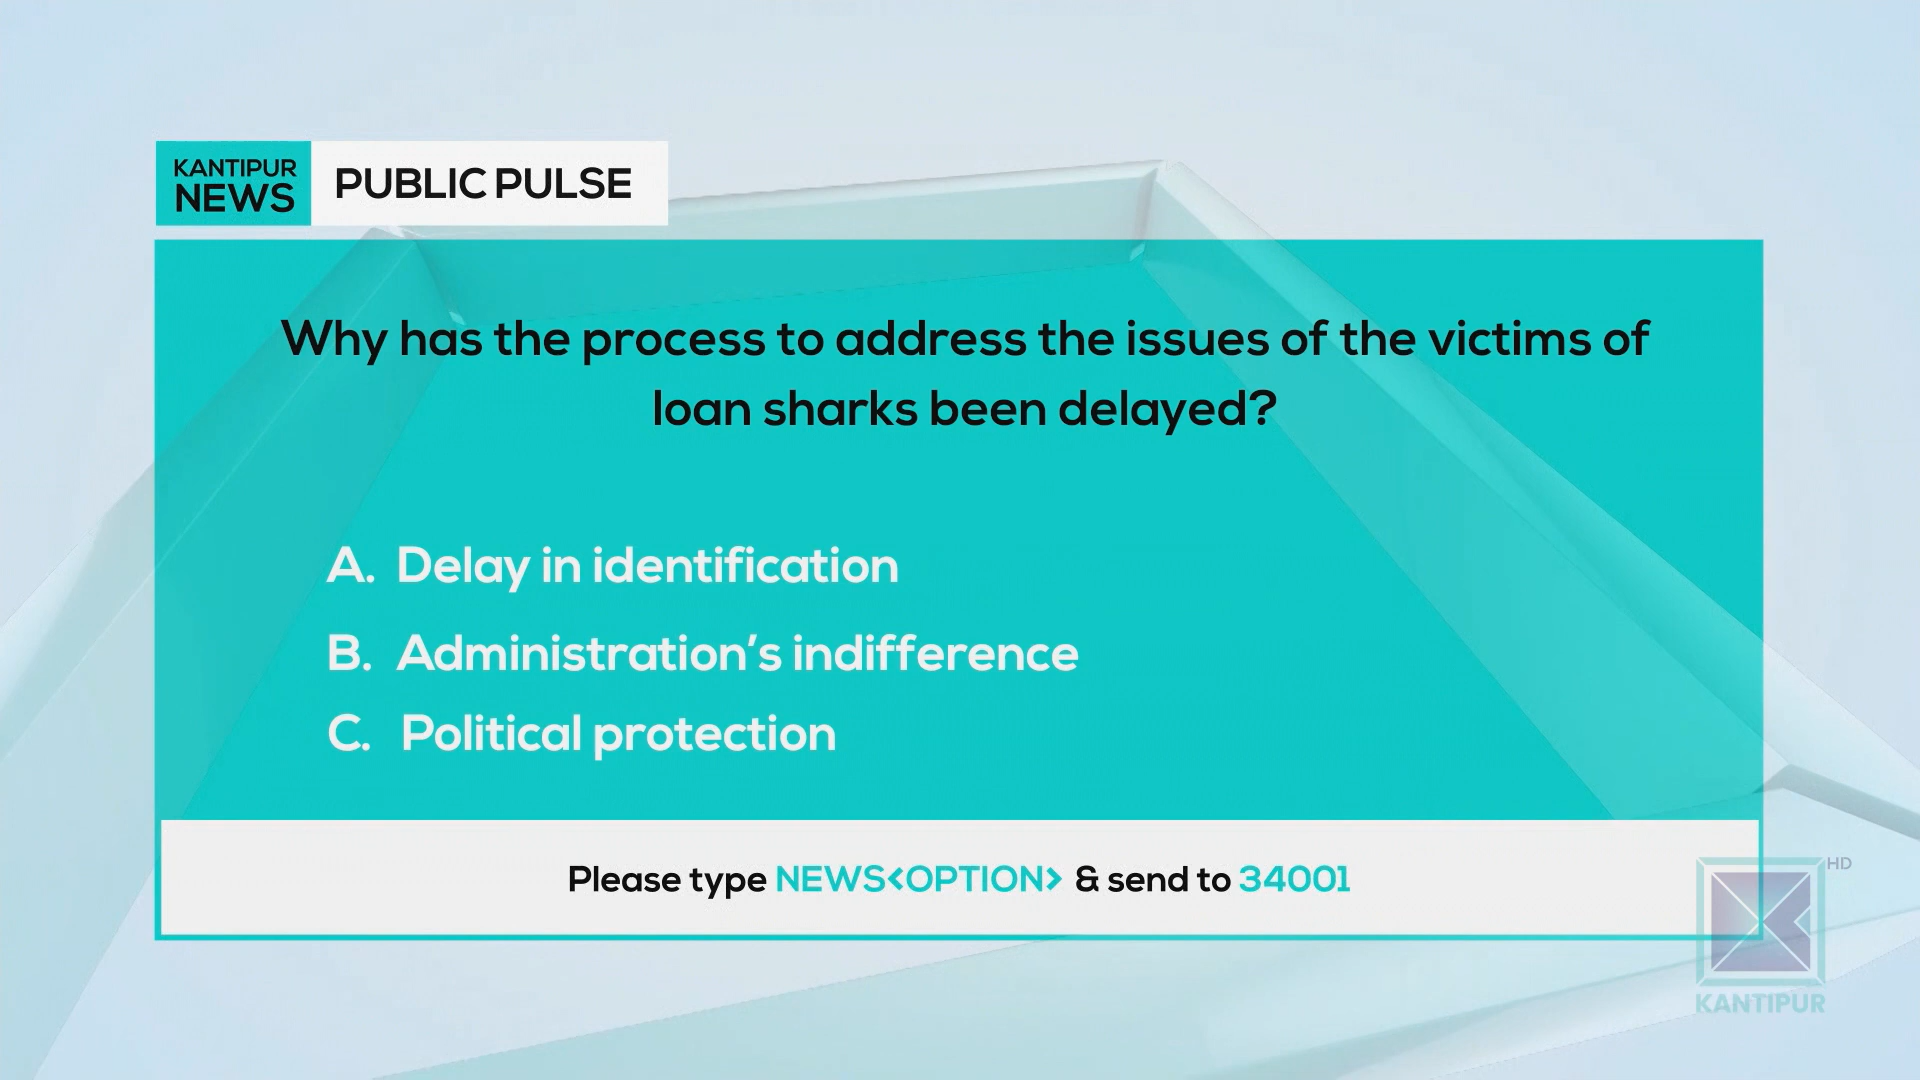 KANTIPUR
NEWS
PUBLIC PULSE
Why has the process to address the issues of the victims of
loan sharks been delayed?
A. Delay in identification
B. Administration’s indifference
C. Political protection
Please type NEWS<OPTION> & send to 34001
HD
KANTIPUR